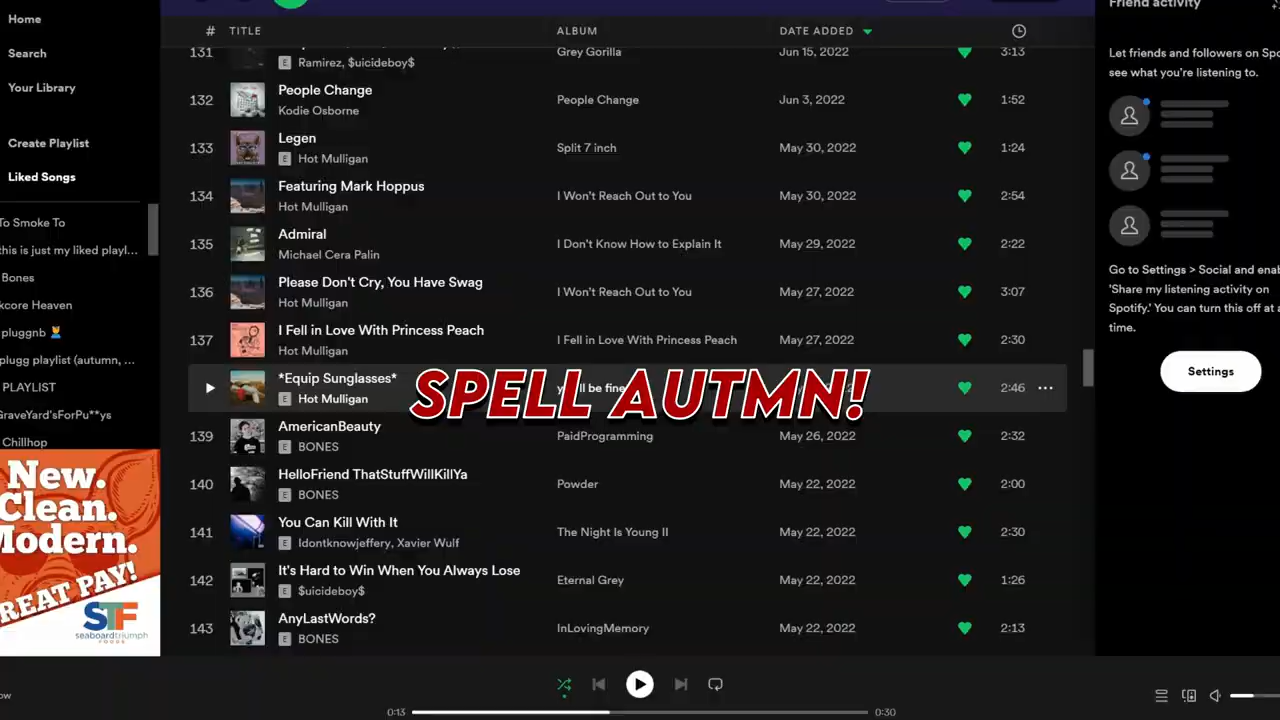 Home
Search
Your Library
Create Playlist
Liked Songs
To Smoke To
this is just my liked playl...
Bones
kcore Heaven
pluggnb
plugg playlist (autumn, ...
PLAYLIST
GraveYard'sForPu**ys
Chillhop
New.
Clean.
Modern.
GREAT PAY!
STF
seaboardtriumph
FOODS
# TITLE ALBUM DATE ADDED
131 Grey Gorilla Jun 15, 2022 3:13
E Ramirez, $uicideboy$
132 People Change People Change Jun 3, 2022 1:52
Kodie Osborne
133 Legen Split 7 inch May 30, 2022 1:24
E Hot Mulligan
134 Featuring Mark Hoppus I Won't Reach Out to You May 30, 2022 2:54
Hot Mulligan
135 Admiral I Don't Know How to Explain It May 29, 2022 2:22
Michael Cera Palin
136 Please Don't Cry, You Have Swag I Won't Reach Out to You May 27, 2022 3:07
Hot Mulligan
137 I Fell in Love With Princess Peach I Fell in Love With Princess Peach May 27, 2022 2:30
Hot Mulligan
*Equip Sunglasses* be fine 2:46 ...
E Hot Mulligan
SPELL AUTMN!
139 AmericanBeauty PaidProgramming May 26, 2022 2:32
E BONES
140 HelloFriend ThatStuffWillKillYa Powder May 22, 2022 2:00
E BONES
141 You Can Kill With It The Night Is Young II May 22, 2022 2:30
E Idontknowjeffery, Xavier Wulf
142 It's Hard to Win When You Always Lose Eternal Grey May 22, 2022 1:26
E $uicideboy$
143 AnyLastWords? InLovingMemory May 22, 2022 2:13
E BONES
Friend activity
Let friends and followers on Spo
see what you're listening to.
Go to Settings > Social and enab
'Share my listening activity on
Spotify.' You can turn this off at a
time.
Settings
ow
0:13 0:30